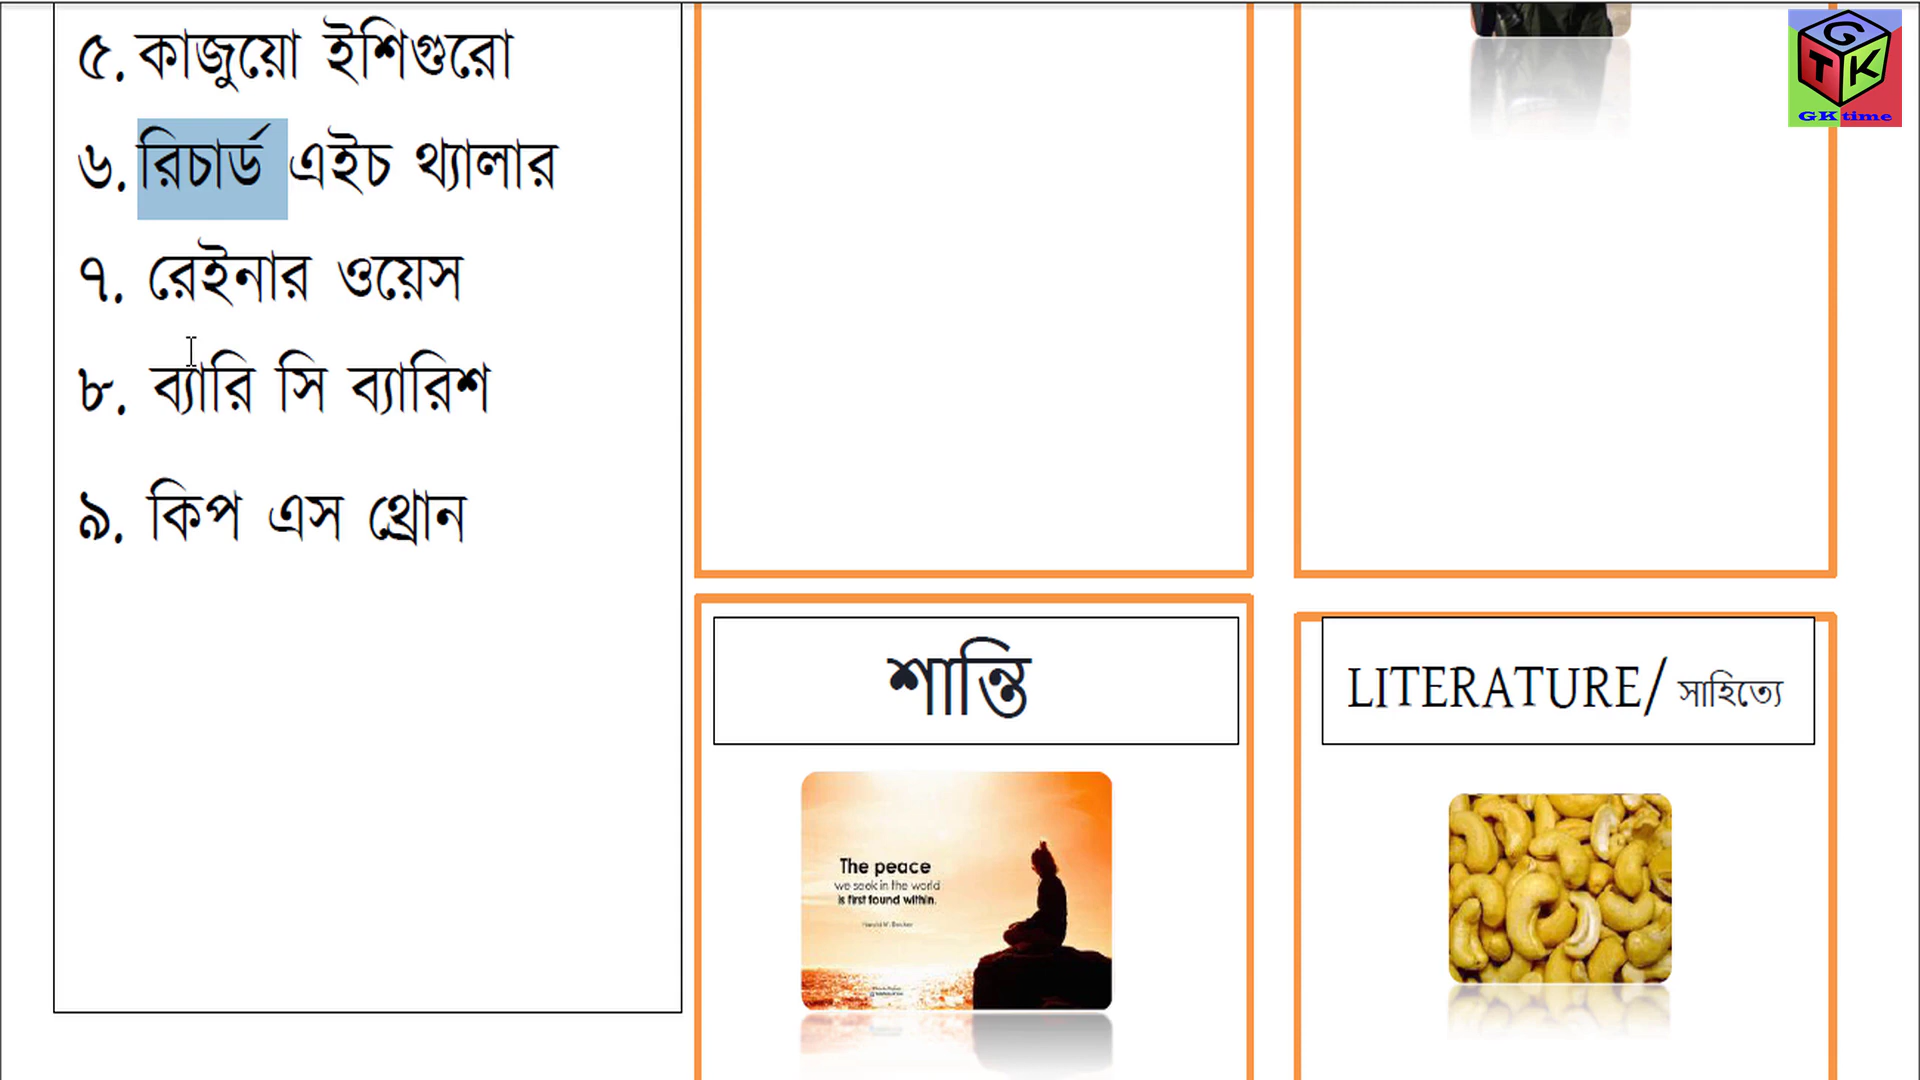 ৫. কাজুয়ো ইশিগুরো
৬. রিচার্ড এইচ থ্যালার
৭. রেইনার ওয়েস
৮. ব্যারি সি ব্যারিশ
৯. কিপ এস থ্রোন
G
T K
GK time
শান্তি
The peace
we seek in the world
is first found within.
LITERATURE/ সাহিত্যে